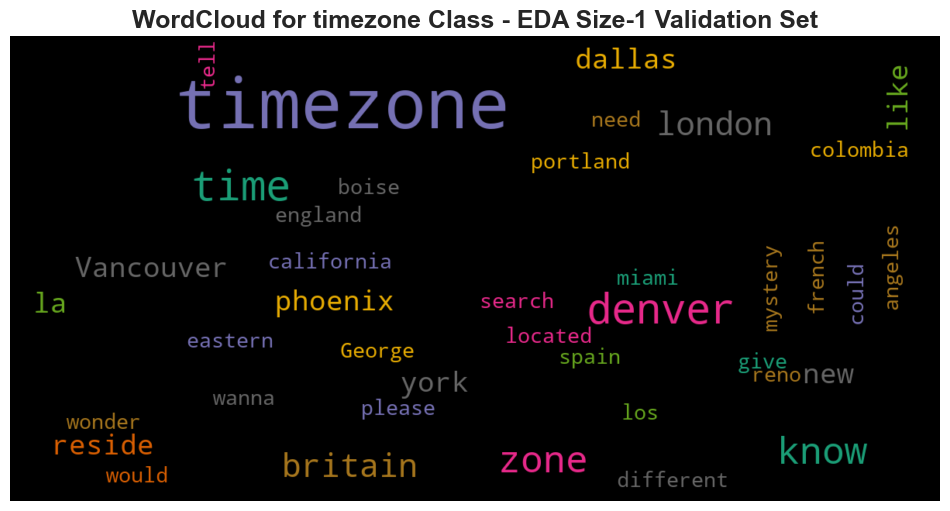 WordCloud for timezone Class - EDA Size-1 Validation Set
tell
dallas
like
timezone
need
london
colombia
portland
time
boise
england
Vancouver
california
mystery
french
could
angeles
miami
la
phoenix
search
denver
located
eastern
George
spain
give
reno
new
york
wanna
please
los
wonder
reside
know
would
britain
zone
different